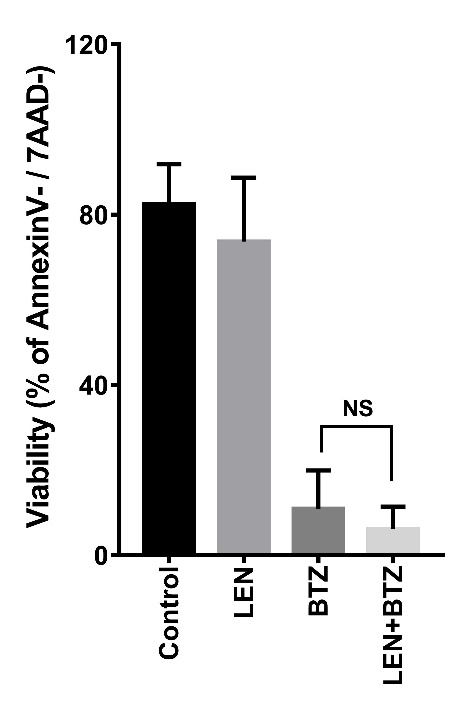 Viability (% of AnnexinV- / 7AAD-)
120
80
40
0
NS
Control
LEN
BTZ
LEN+BTZ